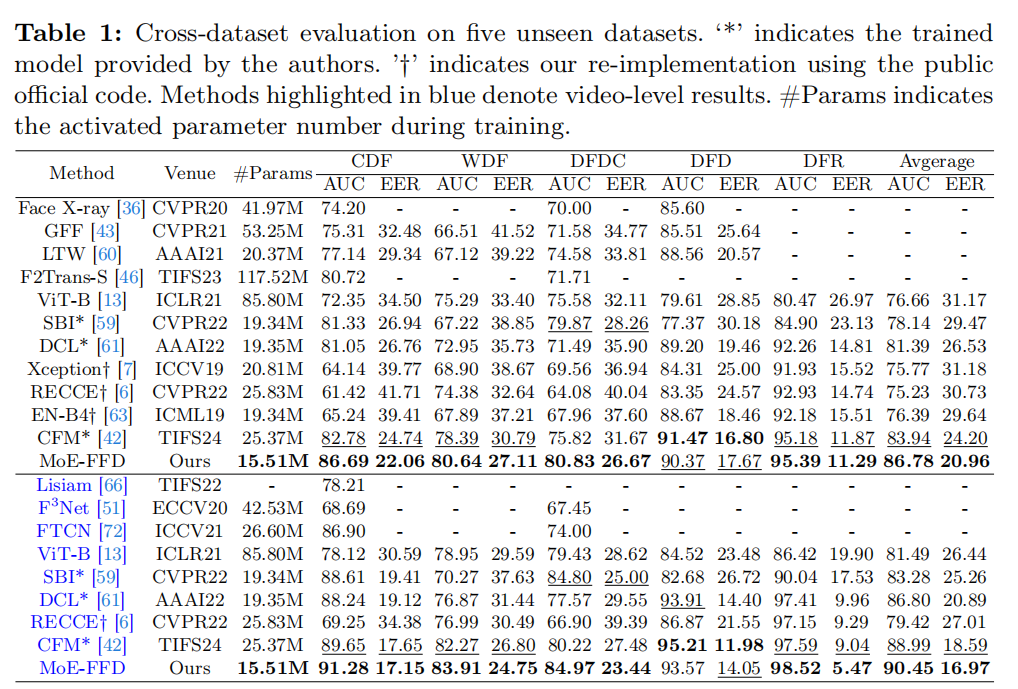 Table 1: Cross-dataset evaluation on five unseen datasets. ‘*’ indicates the trained
model provided by the authors. ’†’ indicates our re-implementation using the public
official code. Methods highlighted in blue denote video-level results. #Params indicates
the activated parameter number during training.
Method Venue #Params CDF WDF DFDC DFD DFR Avgerage
AUC EER AUC EER AUC EER AUC EER AUC EER AUC EER
Face X-ray [36] CVPR20 41.97M 74.20 - - - 70.00 - 85.60 - - - - -
GFF [43] CVPR21 53.25M 75.31 32.48 66.51 41.52 71.58 34.77 85.51 25.64 - - - -
LTW [60] AAAI21 20.37M 77.14 29.34 67.12 39.22 74.58 33.81 88.56 20.57 - - - -
F2Trans-S [46] TIFS23 117.52M 80.72 - - - 71.71 - - - - - - -
ViT-B [13] ICLR21 85.80M 72.35 34.50 75.29 33.40 75.58 32.11 79.61 28.85 80.47 26.97 76.66 31.17
SBI* [59] CVPR22 19.34M 81.33 26.94 67.22 38.85 79.87 28.26 77.37 30.18 84.90 23.13 78.14 29.47
DCL* [61] AAAI22 19.35M 81.05 26.76 72.95 35.73 71.49 35.90 89.20 19.46 92.26 14.81 81.39 26.53
Xception† [7] ICCV19 20.81M 64.14 39.77 68.90 38.67 69.56 36.94 84.31 25.00 91.93 15.52 75.77 31.18
RECCE† [6] CVPR22 25.83M 61.42 41.71 74.38 32.64 64.08 40.04 83.35 24.57 92.93 14.74 75.23 30.73
EN-B4† [63] ICML19 19.34M 65.24 39.41 67.89 37.21 67.96 37.60 88.67 18.46 92.18 15.51 76.39 29.64
CFM* [42] TIFS24 25.37M 82.78 24.74 78.39 30.79 75.82 31.67 91.47 16.80 95.18 11.87 83.94 24.20
MoE-FFD Ours 15.51M 86.69 22.06 80.64 27.11 80.83 26.67 90.37 17.67 95.39 11.29 86.78 20.96
Lisiam [66] TIFS22 - 78.21 - - - - - - - - - - -
F³Net [51] ECCV20 42.53M 68.69 - - - 67.45 - - - - - - -
FTCN [72] ICCV21 26.60M 86.90 - - - 74.00 - - - - - - -
ViT-B [13] ICLR21 85.80M 78.12 30.59 78.95 29.59 79.43 28.62 84.52 23.48 86.42 19.90 81.49 26.44
SBI* [59] CVPR22 19.34M 88.61 19.41 70.27 37.63 84.80 25.00 82.68 26.72 90.04 17.53 83.28 25.26
DCL* [61] AAAI22 19.35M 88.24 19.12 76.87 31.44 77.57 29.55 93.91 14.40 97.41 9.96 86.80 20.89
RECCE† [6] CVPR22 25.83M 69.25 34.38 76.99 30.49 66.90 39.39 86.87 21.55 97.15 9.29 79.42 27.01
CFM* [42] TIFS24 25.37M 89.65 17.65 82.27 26.80 80.22 27.48 95.21 11.98 97.59 9.04 88.99 18.59
MoE-FFD Ours 15.51M 91.28 17.15 83.91 24.75 84.97 23.44 93.57 14.05 98.52 5.47 90.45 16.97